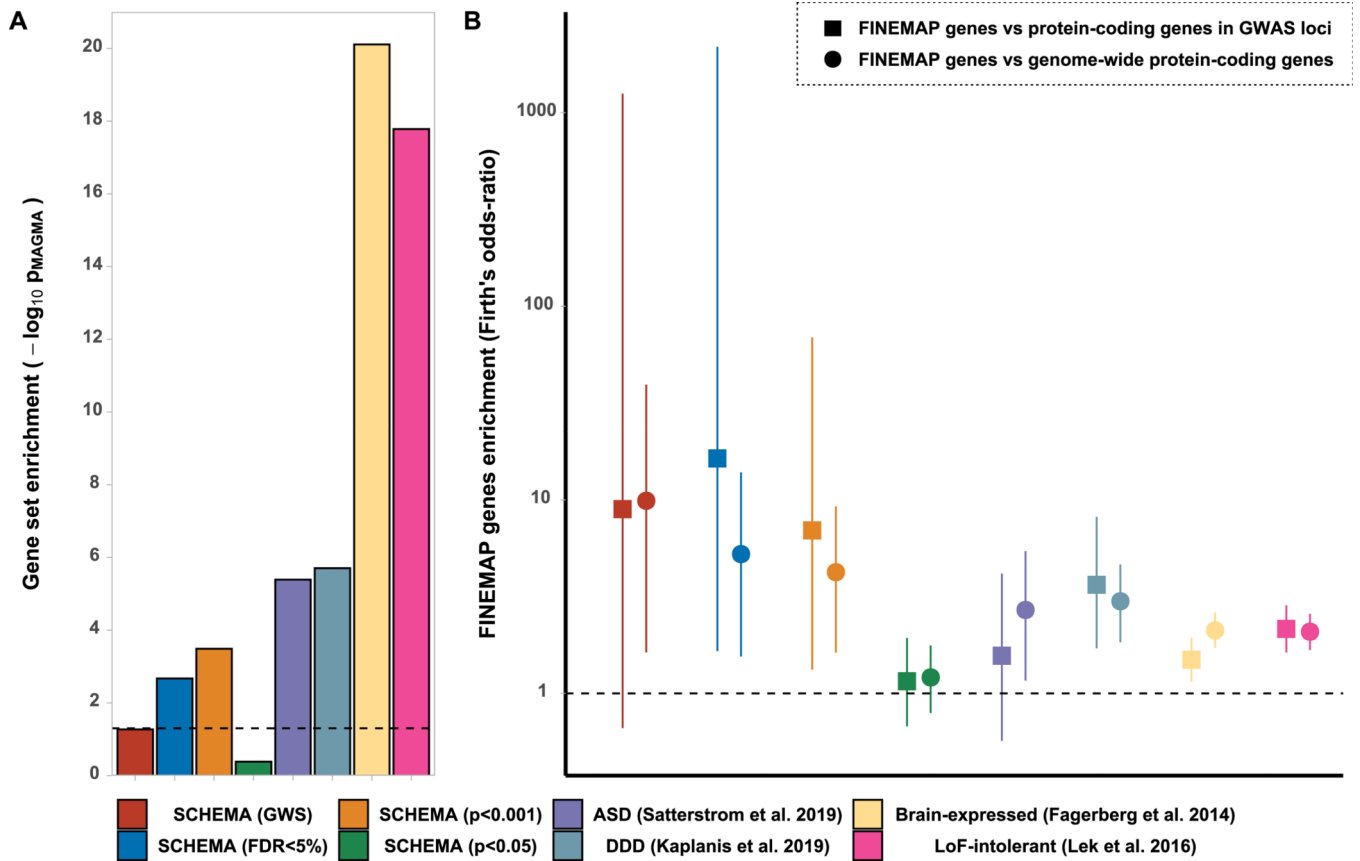 A
Gene set enrichment ( − log10 pMAGMA)
20
18
16
14
12
10
8
6
4
2
0
B
FINEMAP genes vs protein-coding genes in GWAS loci
FINEMAP genes vs genome-wide protein-coding genes
FINEMAP genes enrichment (Firth's odds-ratio)
1000
100
10
1
SCHEMA (GWS) SCHEMA (p<0.001) ASD (Satterstrom et al. 2019) Brain-expressed (Fagerberg et al. 2014)
SCHEMA (FDR<5%) SCHEMA (p<0.05) DDD (Kaplanis et al. 2019) LoF-intolerant (Lek et al. 2016)